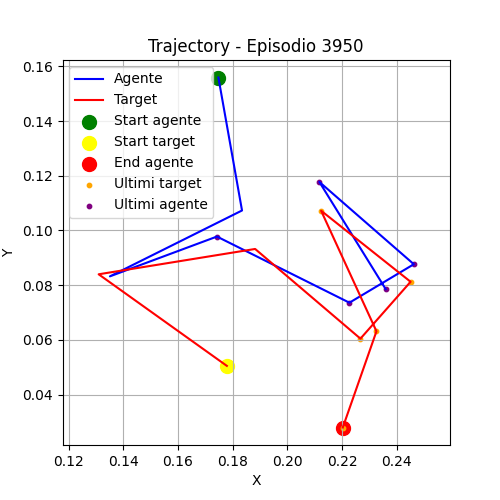 Trajectory - Episodio 3950
Agente
Target
Start agente
Start target
End agente
Ultimi target
Ultimi agente
0.16
0.14
0.12
0.10
0.08
0.06
0.04
Y
0.12 0.14 0.16 0.18 0.20 0.22 0.24
X